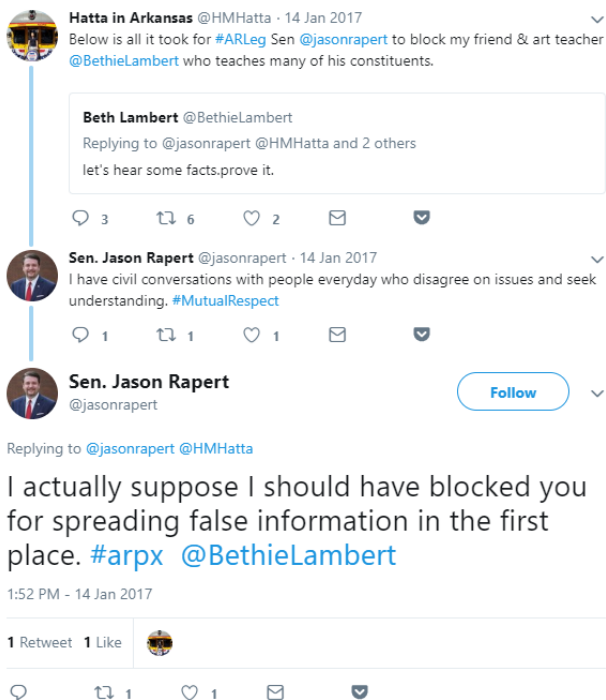 Hatta in Arkansas @HMHatta · 14 Jan 2017
Below is all it took for #ARLeg Sen @jasonrapert to block my friend & art teacher
@BethieLambert who teaches many of his constituents.
Beth Lambert @BethieLambert
Replying to @jasonrapert @HMHatta and 2 others
let's hear some facts.prove it.
3 6 2
Sen. Jason Rapert @jasonrapert · 14 Jan 2017
I have civil conversations with people everyday who disagree on issues and seek
understanding. #MutualRespect
1 1 1
Sen. Jason Rapert
@jasonrapert
Follow
Replying to @jasonrapert @HMHatta
I actually suppose I should have blocked you
for spreading false information in the first
place. #arpx @BethieLambert
1:52 PM - 14 Jan 2017
1 Retweet 1 Like
1 1